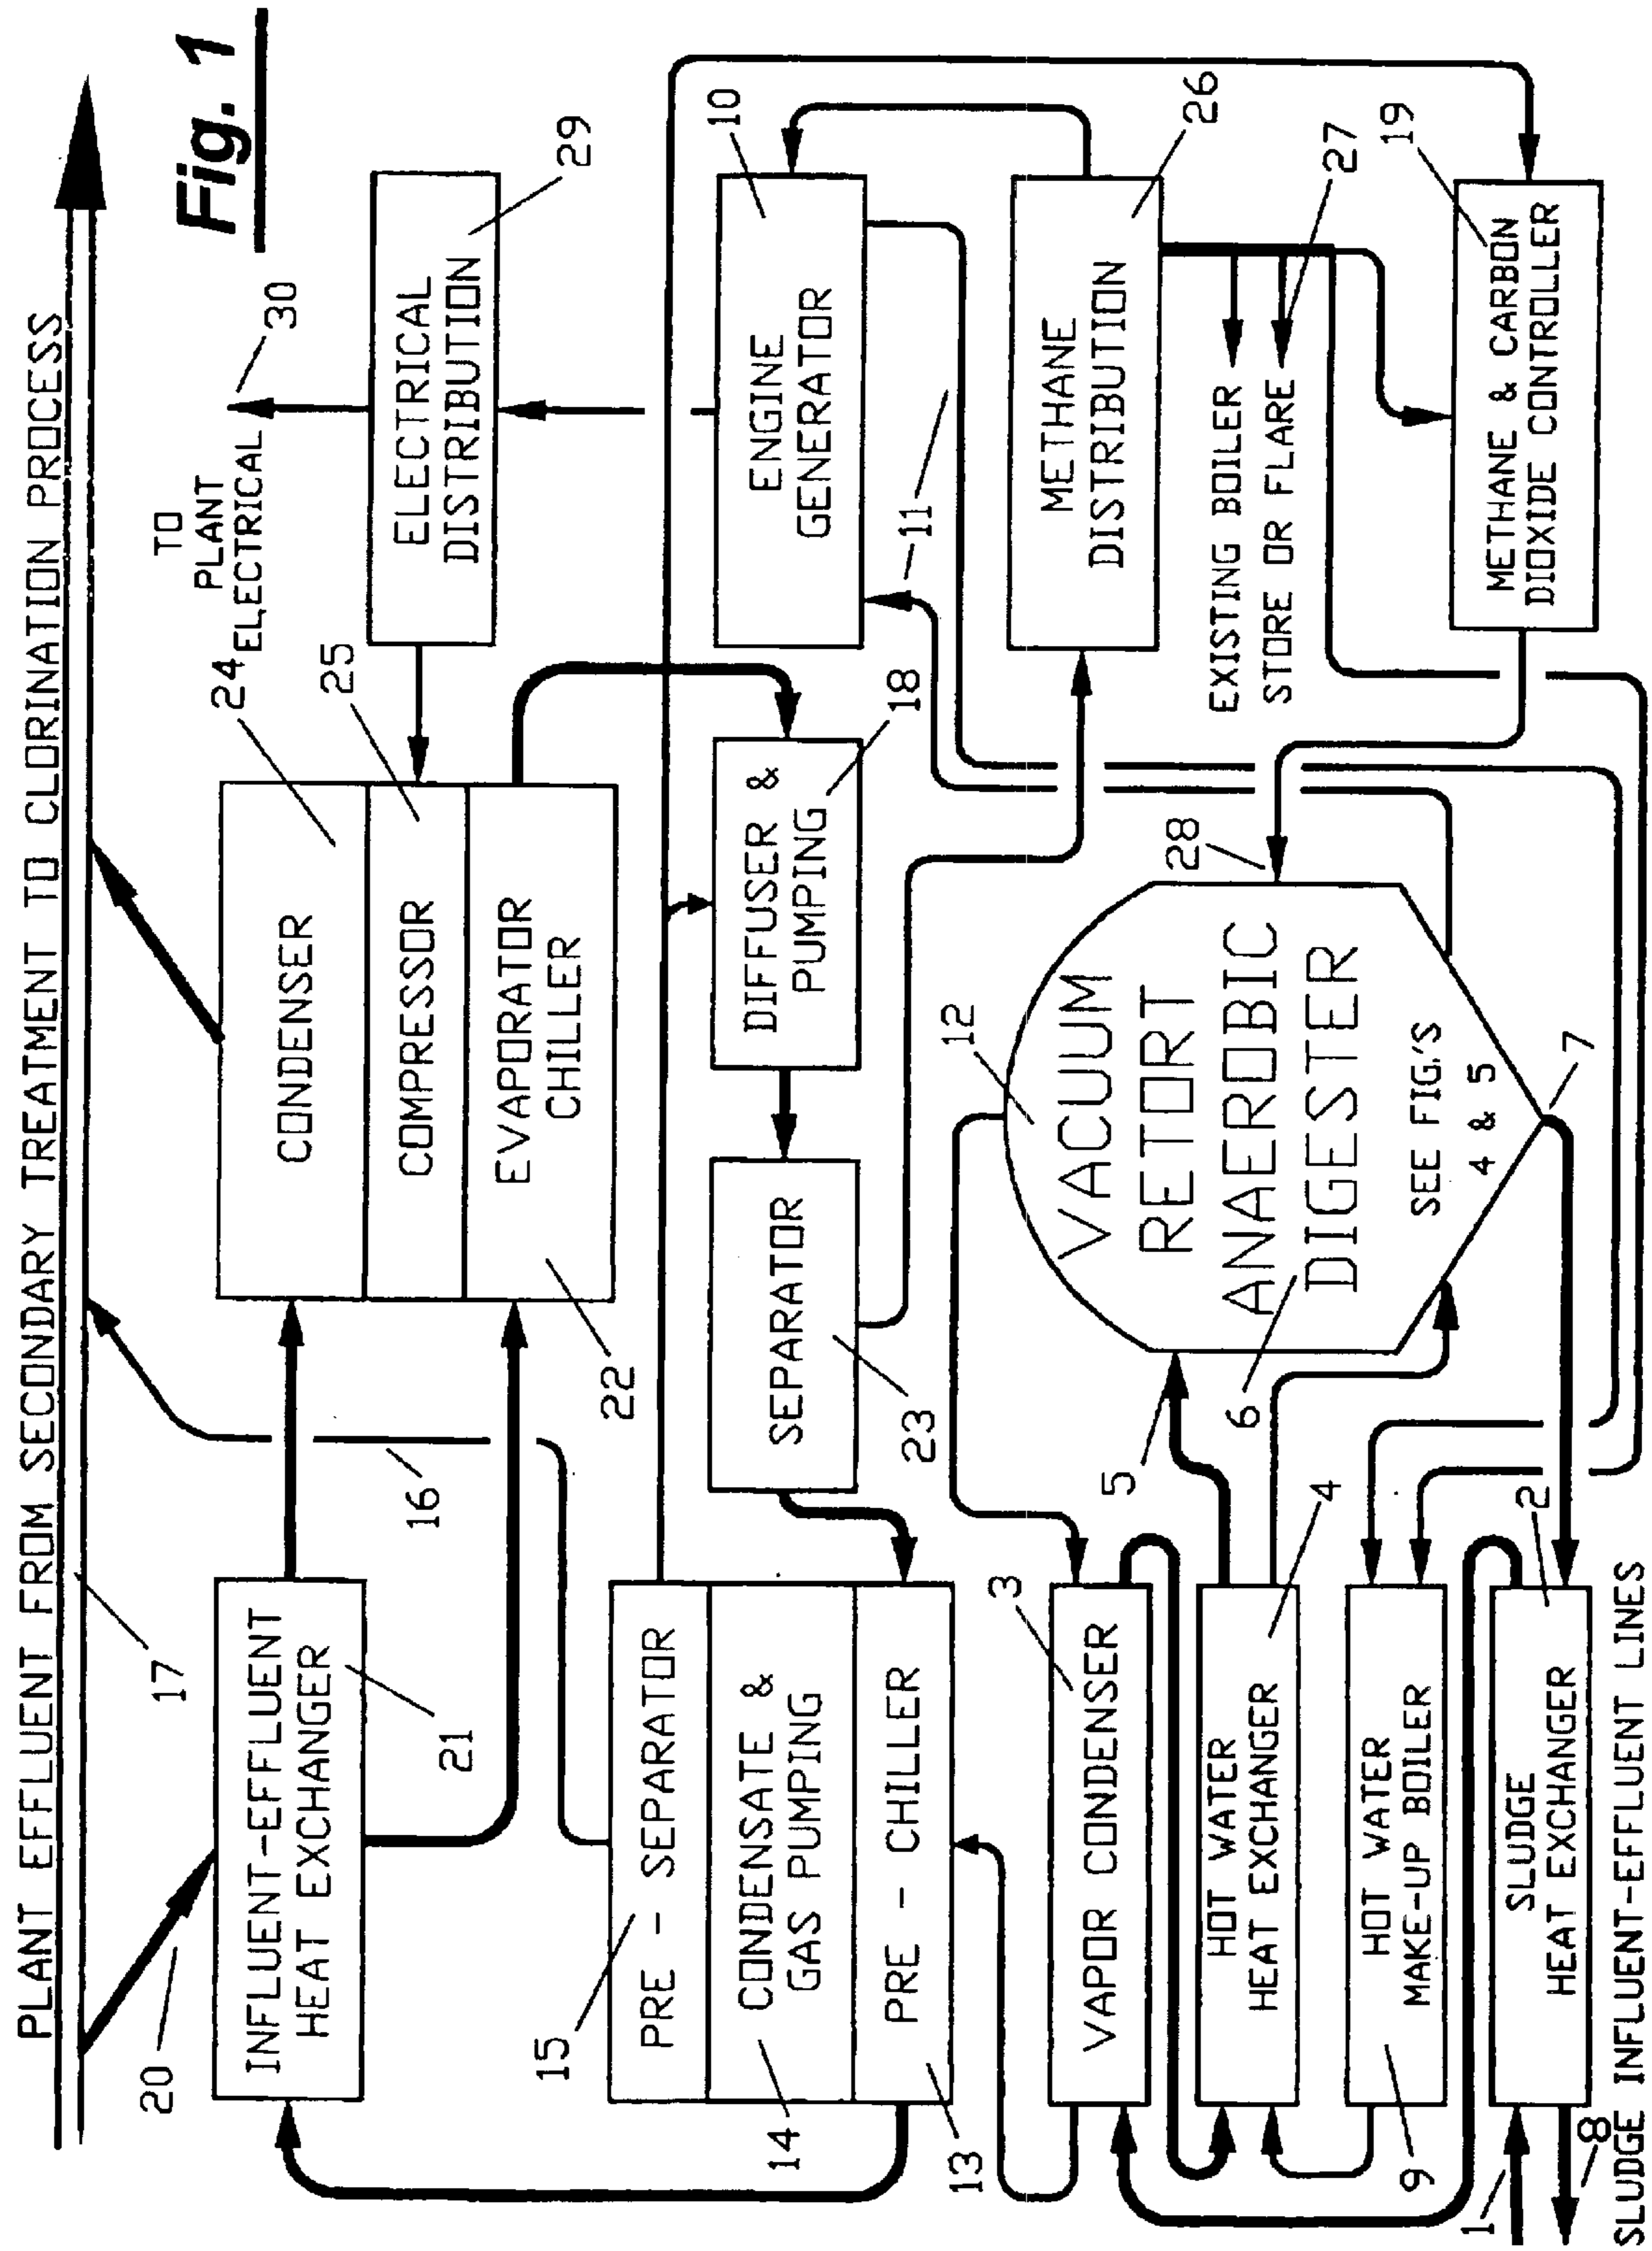 PLANT EFFLUENT FROM SECONDARY TREATMENT TO CLORINATION PROCESS
Fig. 1
17
20
16
24
TO
PLANT
ELECTRICAL
30
INFLUENT-EFFLUENT
HEAT EXCHANGER
21
CONDENSER
25
COMPRESSOR
EVAPORATOR
CHILLER
22
ELECTRICAL
DISTRIBUTION
29
15
PRE - SEPARATOR
14
CONDENSATE &
GAS PUMPING
13
PRE - CHILLER
SEPARATOR
23
DIFFUSER &
PUMPING
18
ENGINE
GENERATOR
10
11
3
VAPOR CONDENSER
HOT WATER
HEAT EXCHANGER
4
9
HOT WATER
MAKE-UP BOILER
SLUDGE
HEAT EXCHANGER
2
1
8
SLUDGE INFLUENT-EFFLUENT LINES
5
6
12
VACUUM
RETORT
ANAEROBIC
DIGESTER
SEE FIG.'S
4 & 5
7
28
METHANE
DISTRIBUTION
26
EXISTING BOILER
STORE OR FLARE
27
METHANE & CARBON
DIOXIDE CONTROLLER
19